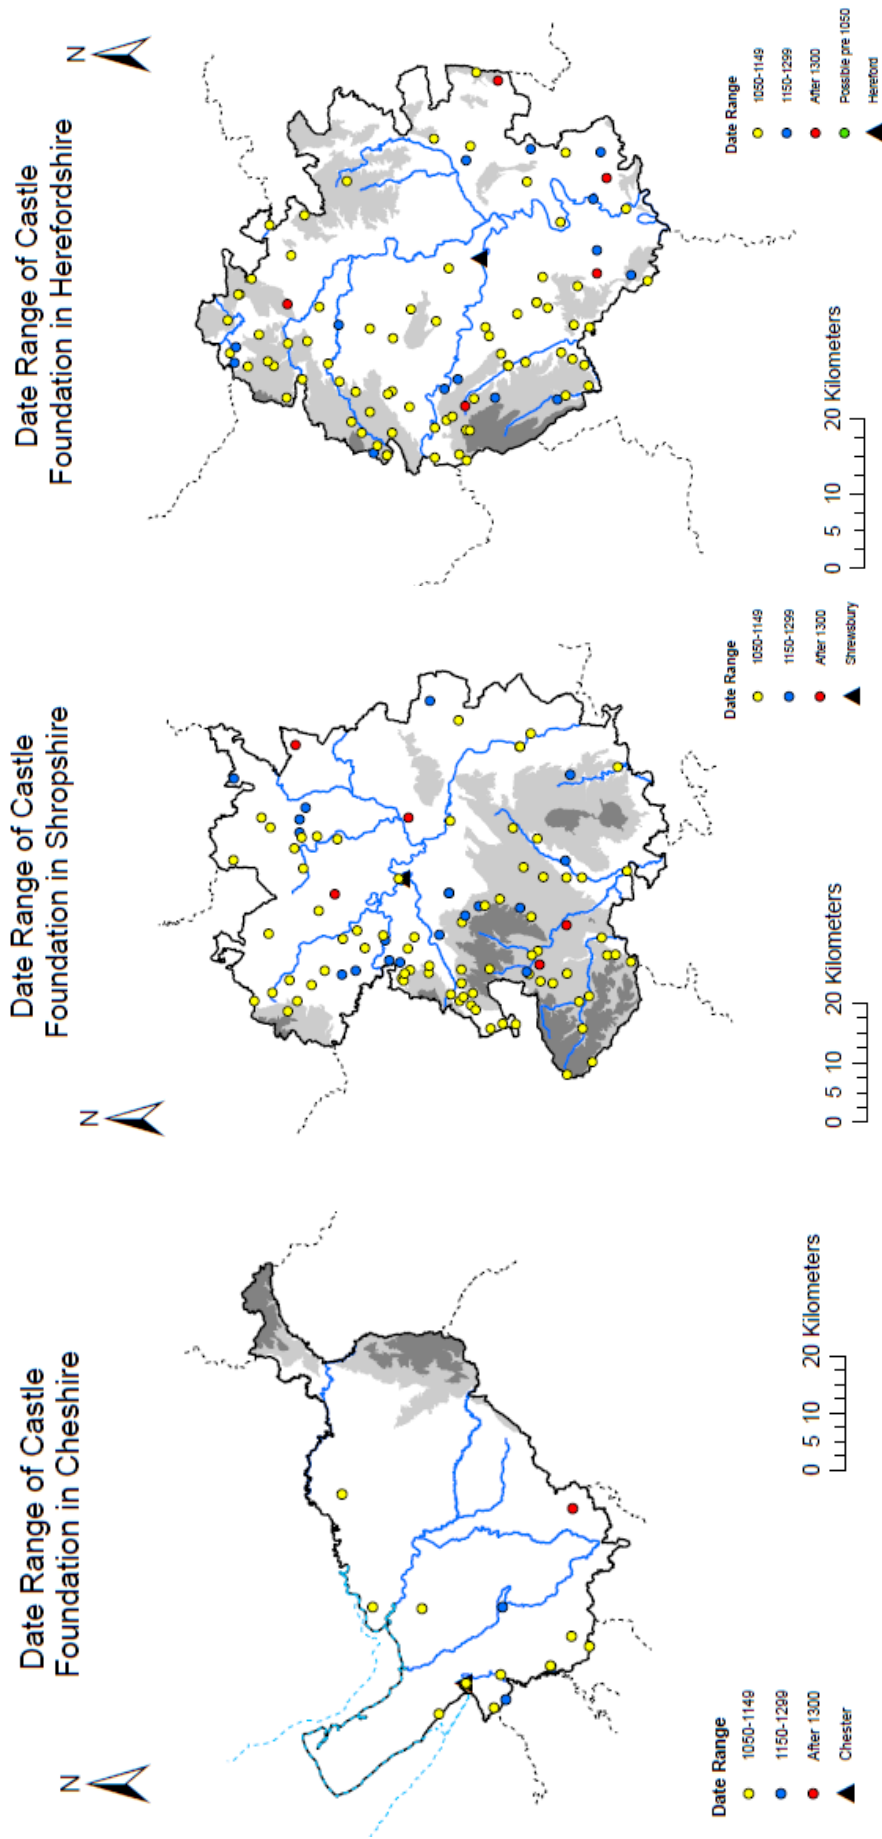 Date Range of Castle
Foundation in Cheshire
N
0 5 10 20 Kilometers
Date Range
1050-1149
1150-1299
After 1300
Chester
Date Range of Castle
Foundation in Shropshire
N
0 5 10 20 Kilometers
Date Range
1050-1149
1150-1299
After 1300
Shrewsbury
Date Range of Castle
Foundation in Herefordshire
N
0 5 10 20 Kilometers
Date Range
1050-1149
1150-1299
After 1300
Possible pre 1050
Hereford